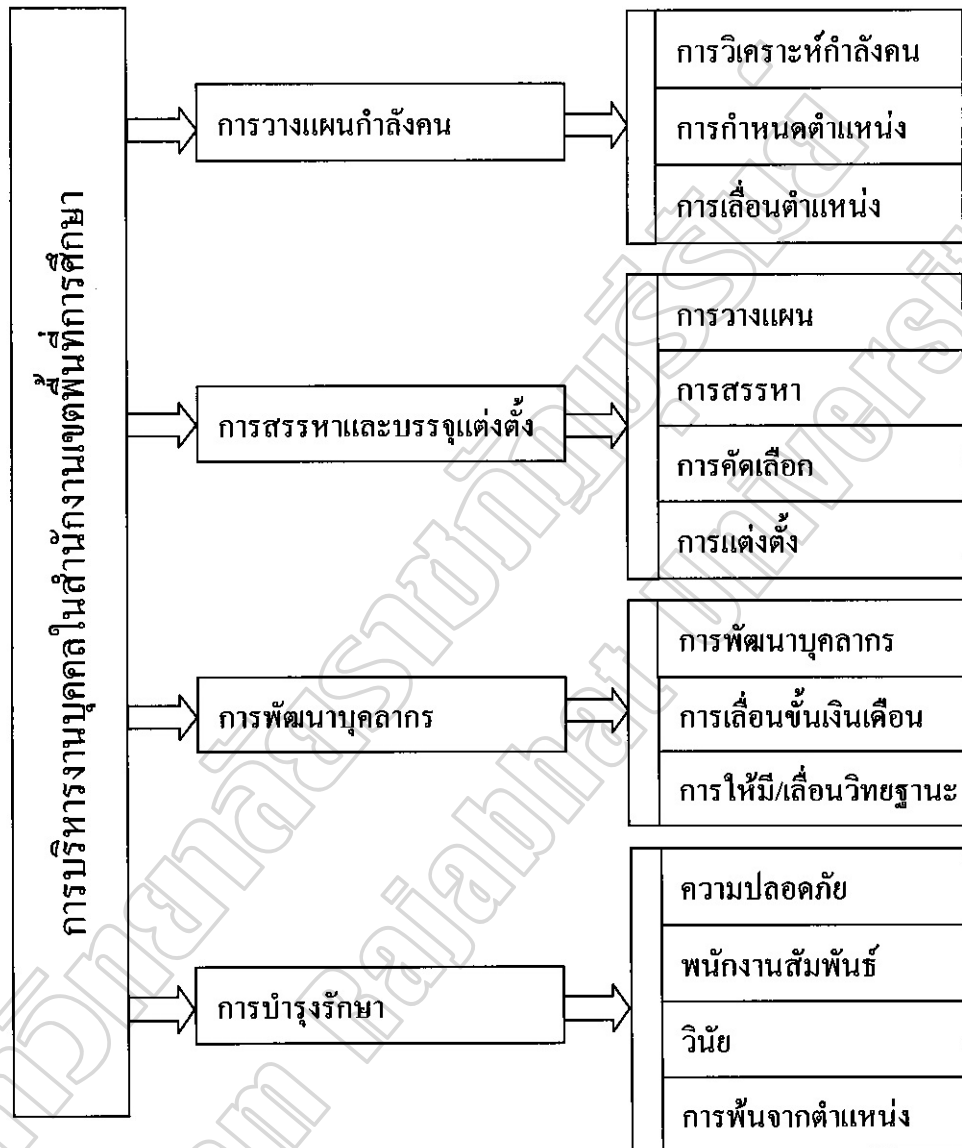 การบริหารงานบุคคลในสำนักงานเขตพื้นที่การศึกษา
การวางแผนกำลังคน
การวิเคราะห์กำลังคน
การกำหนดตำแหน่ง
การเลื่อนตำแหน่ง
การสรรหาและบรรจุแต่งตั้ง
การวางแผน
การสรรหา
การคัดเลือก
การแต่งตั้ง
การพัฒนาบุคลากร
การพัฒนาบุคลากร
การเลื่อนขั้นเงินเดือน
การให้มี/เลื่อนวิทยฐานะ
การบำรุงรักษา
ความปลอดภัย
พนักงานสัมพันธ์
วินัย
การพ้นจากตำแหน่ง
Rajabhat